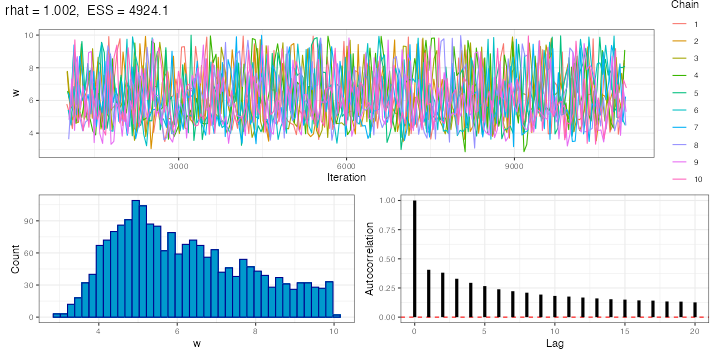 rhat = 1.002, ESS = 4924.1
Chain
1
2
3
4
5
6
7
8
9
10
w
10
8
6
4
3000 6000 9000
Iteration
Count
90
60
30
0
4 6 8 10
w
Autocorrelation
1.00
0.75
0.50
0.25
0.00
0 5 10 15 20
Lag